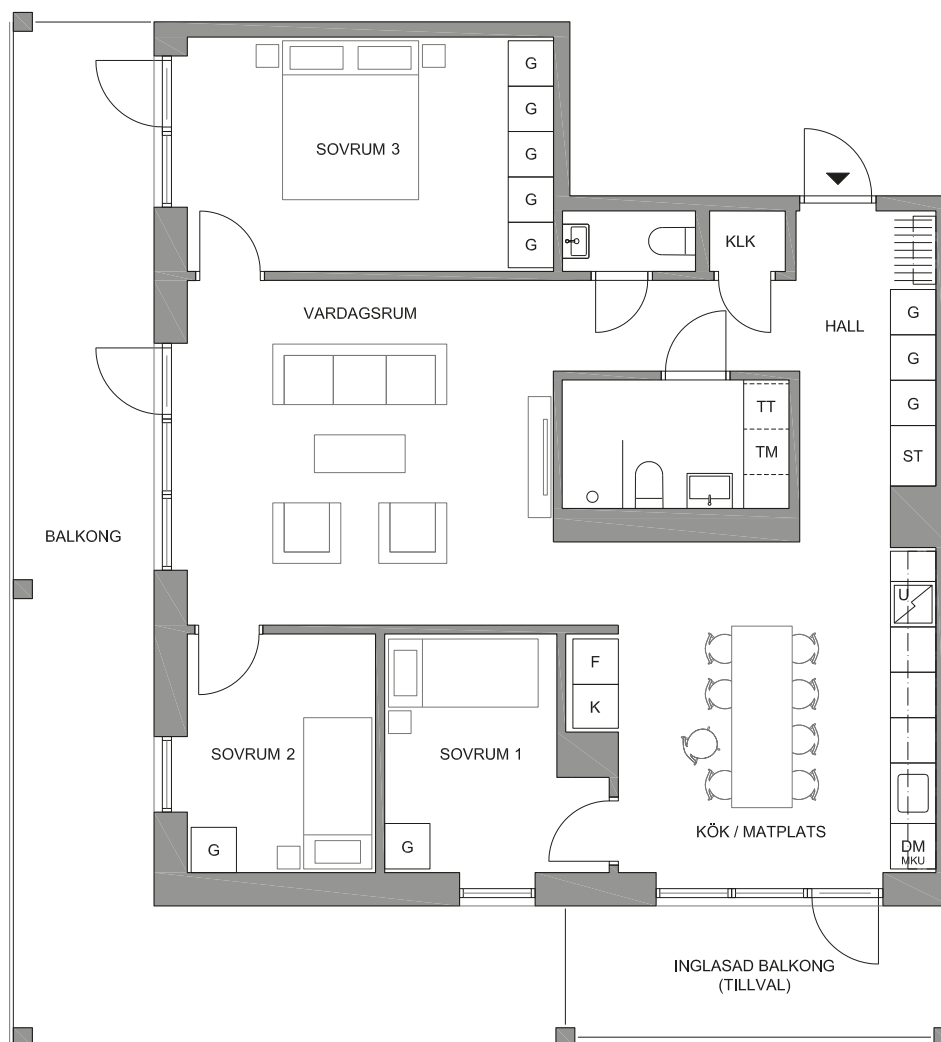 G
G
SOVRUM 3
G
G
G
KLK
VARDAGSRUM
HALL
G
G
G
TT
TM
ST
BALKONG
U
F
K
SOVRUM 2
SOVRUM 1
KÖK / MATPLATS
G
G
DM
MKU
INGLASAD BALKONG
(TILLVAL)